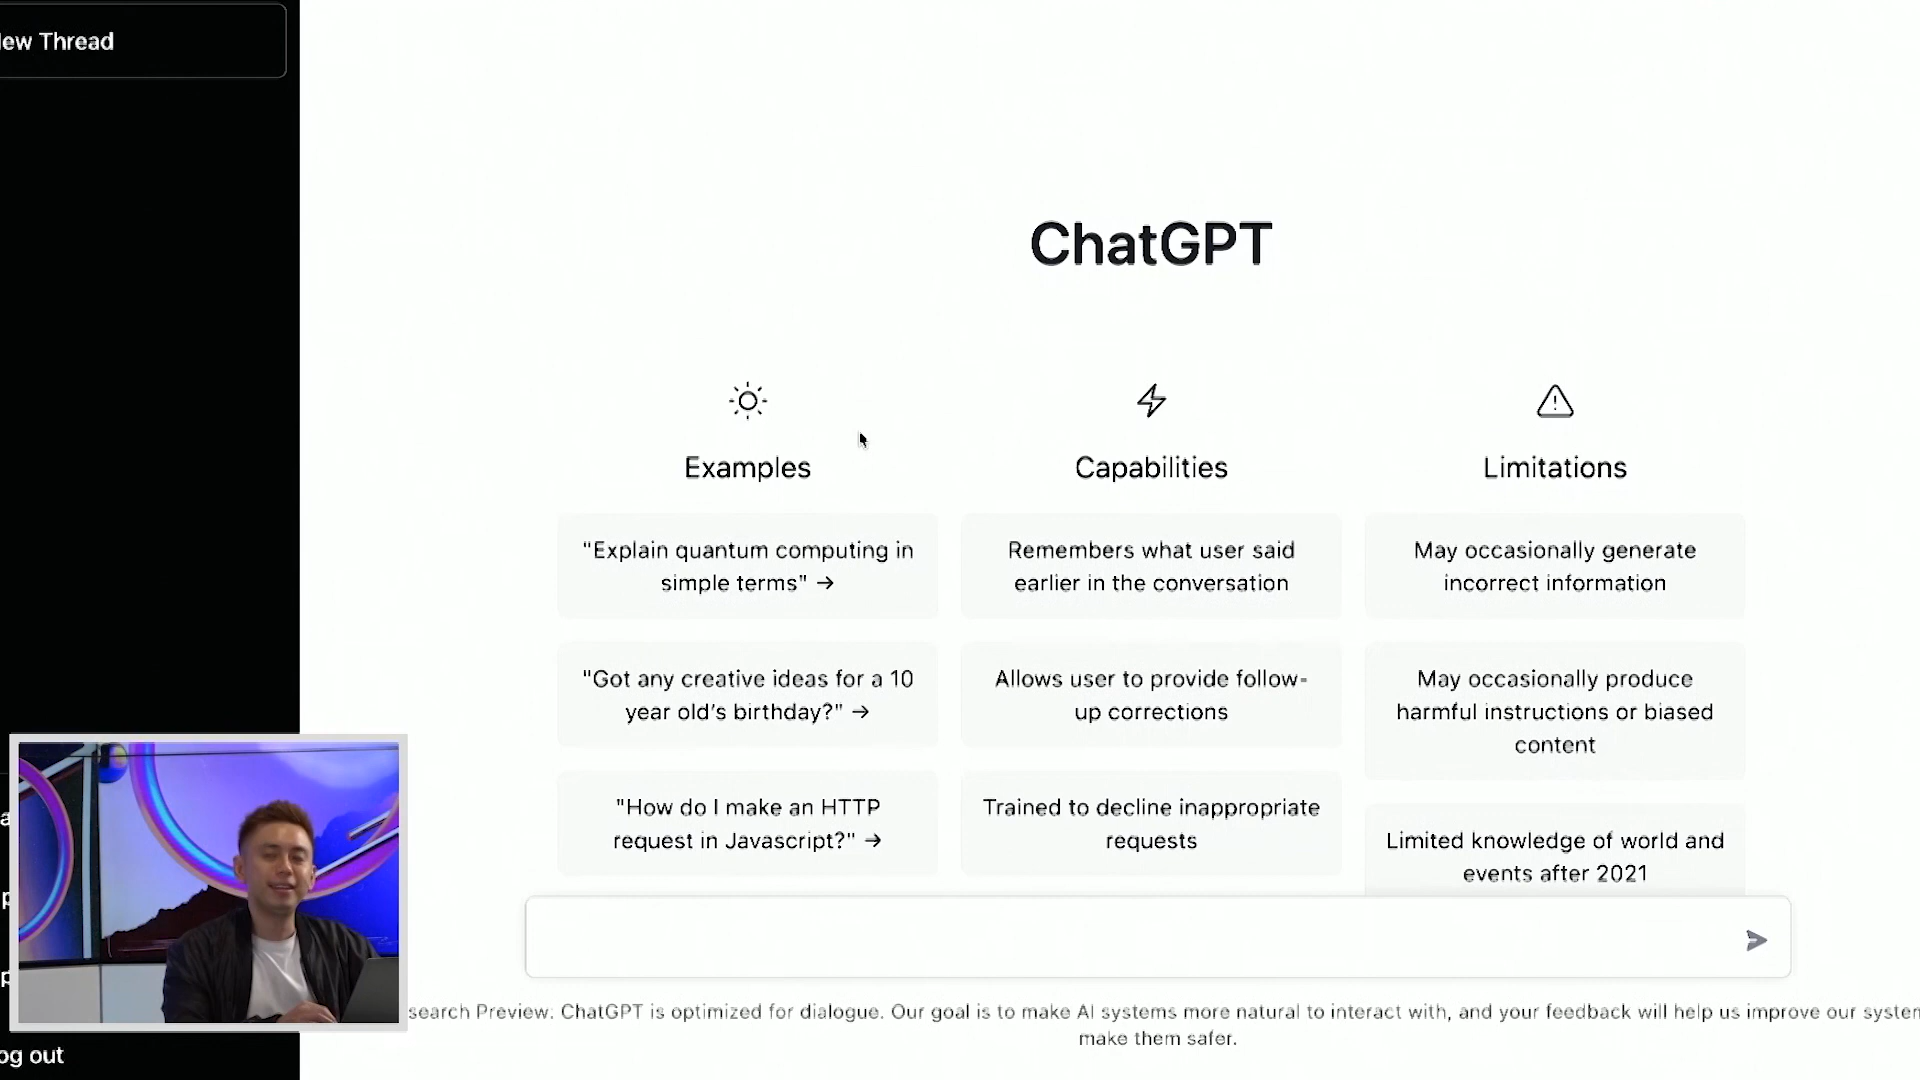 New Thread
ChatGPT
Examples
Capabilities
Limitations
"Explain quantum computing in
simple terms" →
"Got any creative ideas for a 10
year old's birthday?" →
"How do I make an HTTP
request in Javascript?" →
Remembers what user said
earlier in the conversation
Allows user to provide follow-
up corrections
Trained to decline inappropriate
requests
May occasionally generate
incorrect information
May occasionally produce
harmful instructions or biased
content
Limited knowledge of world and
events after 2021
search Preview: ChatGPT is optimized for dialogue. Our goal is to make AI systems more natural to interact with, and your feedback will help us improve our system
make them safer.
og out